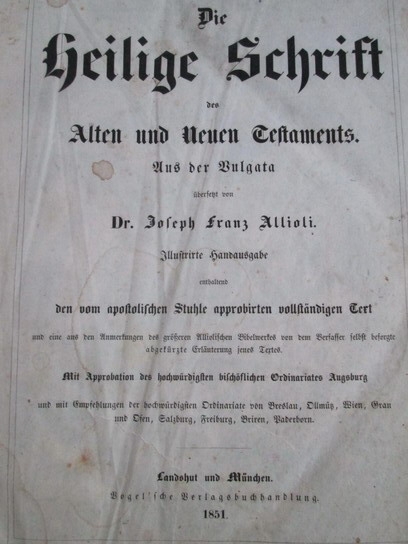 Die
Heilige Schrift
des
Alten und Neuen Testaments.
Aus der Vulgata
übersetzt von
Dr. Joseph Franz Allioli.
Illustrirte Handausgabe
enthaltend
den vom apostolischen Stuhle approbirten vollständigen Text
und eine aus den Anmerkungen des größeren Alliolischen Bibelwerkes von dem Verfasser selbst besorgte
abgekürzte Erläuterung jenes Textes.
Mit Approbation des hochwürdigsten bischöflichen Ordinariates Augsburg
und mit Empfehlungen der hochwürdigsten Ordinariate von Breslau, Ollmütz, Wien, Gran
und Ofen, Salzburg, Freiburg, Brixen, Paderborn.
Landshut und München.
Vogel'sche Verlagsbuchhandlung.
1851.